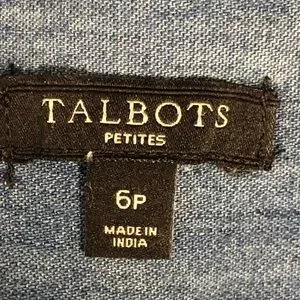 TALBOTS
PETITES
6P
MADE IN
INDIA